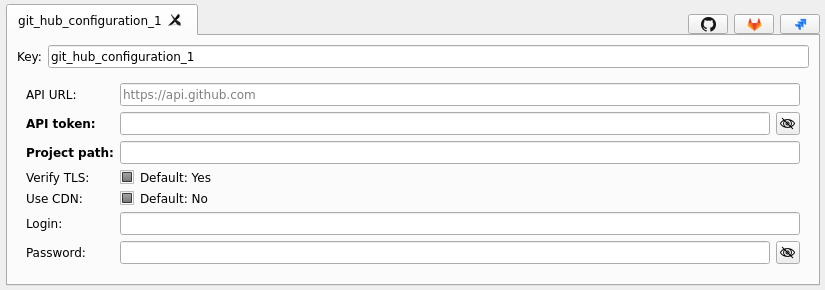 git_hub_configuration_1
Key: git_hub_configuration_1
API URL: https://api.github.com
API token:
Project path:
Verify TLS: Default: Yes
Use CDN: Default: No
Login:
Password: